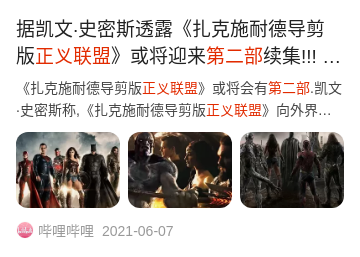 据凯文·史密斯透露《扎克施耐德导剪
版正义联盟》或将迎来第二部续集!!! ...
《扎克施耐德导剪版正义联盟》或将会有第二部.凯文
·史密斯称,《扎克施耐德导剪版正义联盟》向外界...
哔哩哔哩 2021-06-07